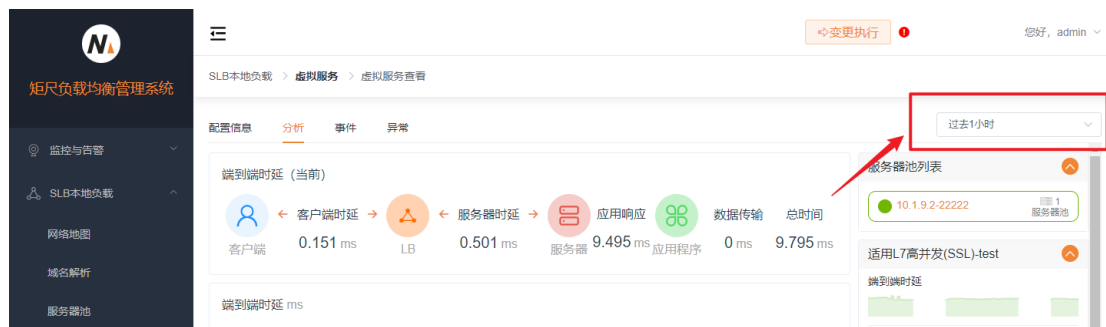 变更执行
您好，admin
矩尺负载均衡管理系统
SLB本地负载 > 虚拟服务 > 虚拟服务查看
配置信息 分析 事件 异常
过去1小时
监控与告警
SLB本地负载
网络地图
域名解析
服务器池
端到端时延（当前）
客户端时延 服务器时延 应用响应 数据传输 总时间
0.151 ms 0.501 ms 9.495 ms 0 ms 9.795 ms
客户端 LB 服务器 应用程序
端到端时延 ms
服务器池列表
10.1.9.2-22222
1
服务器池
适用L7高并发(SSL)-test
端到端时延